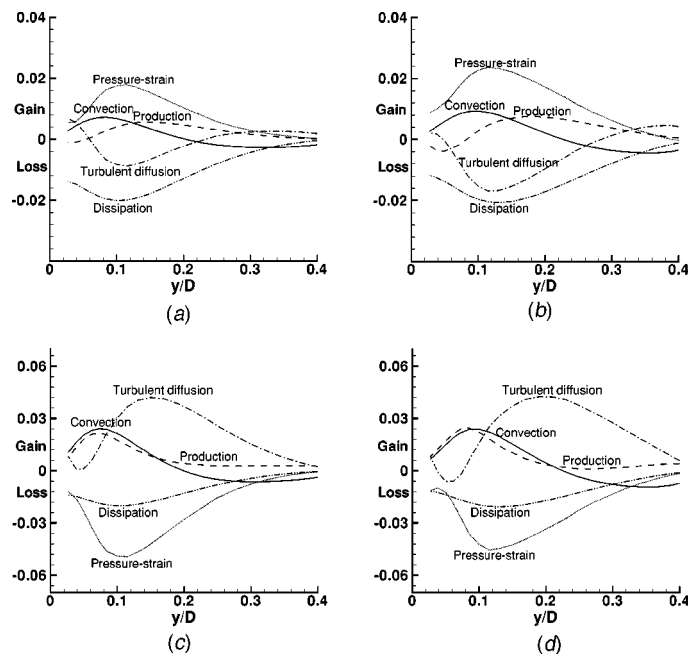 0.04
0.02
Gain
0
Loss
-0.02
Pressure-strain
Convection
Production
Turbulent diffusion
Dissipation
0 0.1 0.2 0.3 0.4
y/D
(a)
0.04
0.02
Gain
0
Loss
-0.02
Pressure-strain
Convection
Production
Turbulent diffusion
Dissipation
0 0.1 0.2 0.3 0.4
y/D
(b)
0.06
0.03
Gain
0
Loss
-0.03
-0.06
Turbulent diffusion
Convection
Production
Dissipation
Pressure-strain
0 0.1 0.2 0.3 0.4
y/D
(c)
0.06
0.03
Gain
0
Loss
-0.03
-0.06
Turbulent diffusion
Convection
Production
Dissipation
Pressure-strain
0 0.1 0.2 0.3 0.4
y/D
(d)